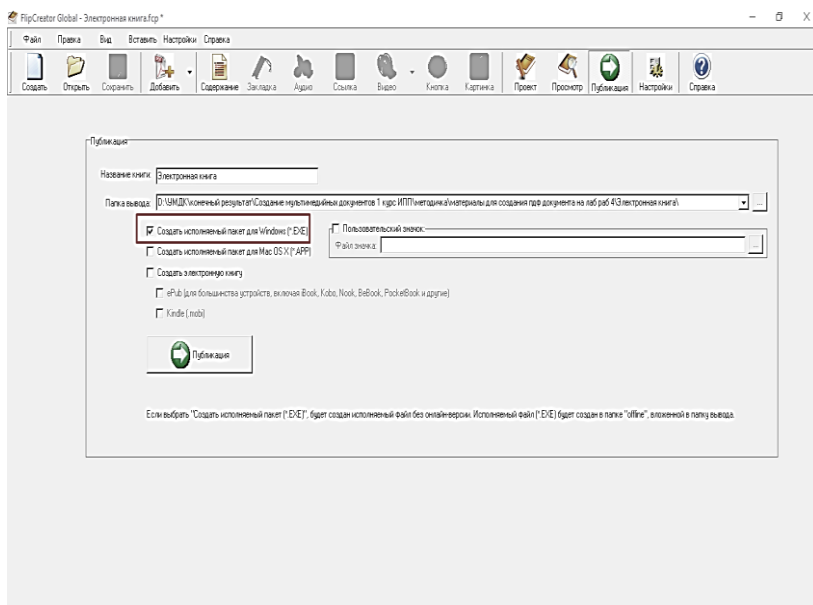 FlipCreator Global - Электронная книга.fcp *
Файл Правка Вид Вставить Настройки Справка
Создать Открыть Сохранить Добавить Содержание Закладка Аудио Ссылка Видео Кнопка Картинка Проект Просмотр Публикация Настройки Справка
Публикация
Название книги: Электронная книга
Папка вывода: D:\УМДК\конечный результат\Создание мультимедийных документов 1 курс ИПП\методичка\материалы для создания пдф документа на лаб раб 4\Электронная книга\
Создать исполняемый пакет для Windows (*.EXE)
Пользовательский значок:
Файл значка:
Создать исполняемый пакет для Mac OS X (*.APP)
Создать электронную книгу
ePub (для большинства устройств, включая iBook, Kobo, Nook, BeBook, PocketBook и другие)
Kindle (.mobi)
Публикация
Если выбрать "Создать исполняемый пакет (*.EXE)", будет создан исполняемый файл без онлайн-версии. Исполняемый файл (*.EXE) будет создан в папке "offline", вложенной в папку вывода.